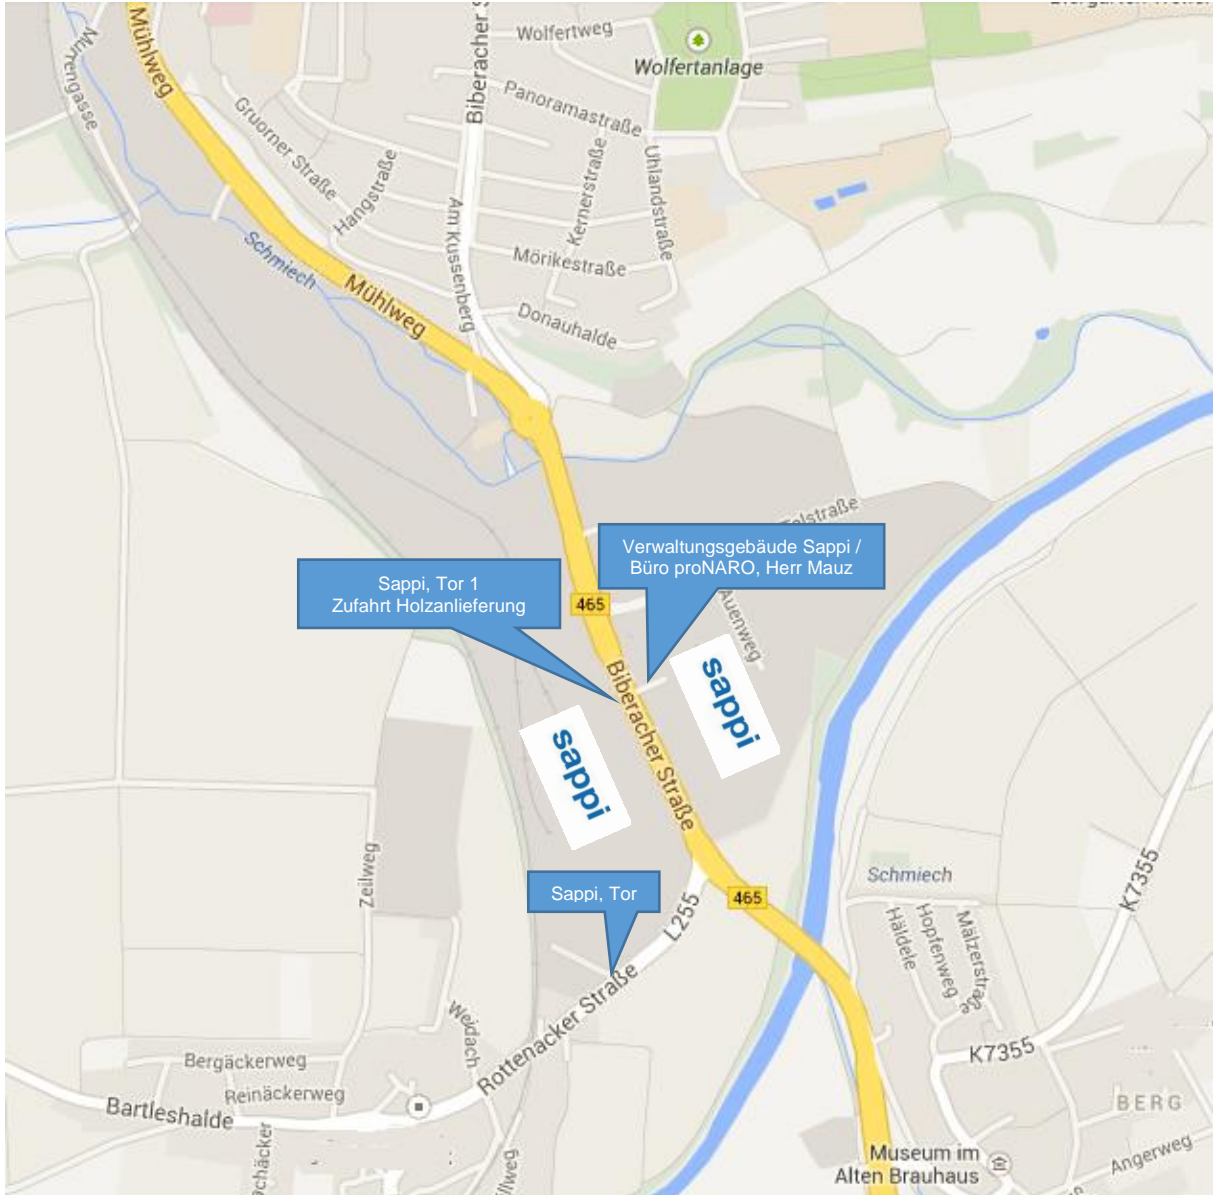 Mühlweg
Murrengasse
Biberacher S
Wolfertweg
Wolfertanlage
Panoramastraße
Gruorner Straße
Hangstraße
Kernerstraße
Uhlandstraße
Am Kussenberg
Mörikestraße
Schmiech
Mühlweg
Donauhalde
Talstraße
Verwaltungsgebäude Sappi /
Büro proNARO, Herr Mauz
Sappi, Tor 1
Zufahrt Holzanlieferung
465
Auenweg
sappi
Biberacher Straße
sappi
Zeilweg
Sappi, Tor
465
L255
Schmiech
K7355
Häldele
Hopfenweg
Mälzerstraße
Rottenacker Straße
Weidach
K7355
Bergäckerweg
Reinäckerweg
Bartleshalde
BERG
Museum im
Alten Brauhaus
Angerweg